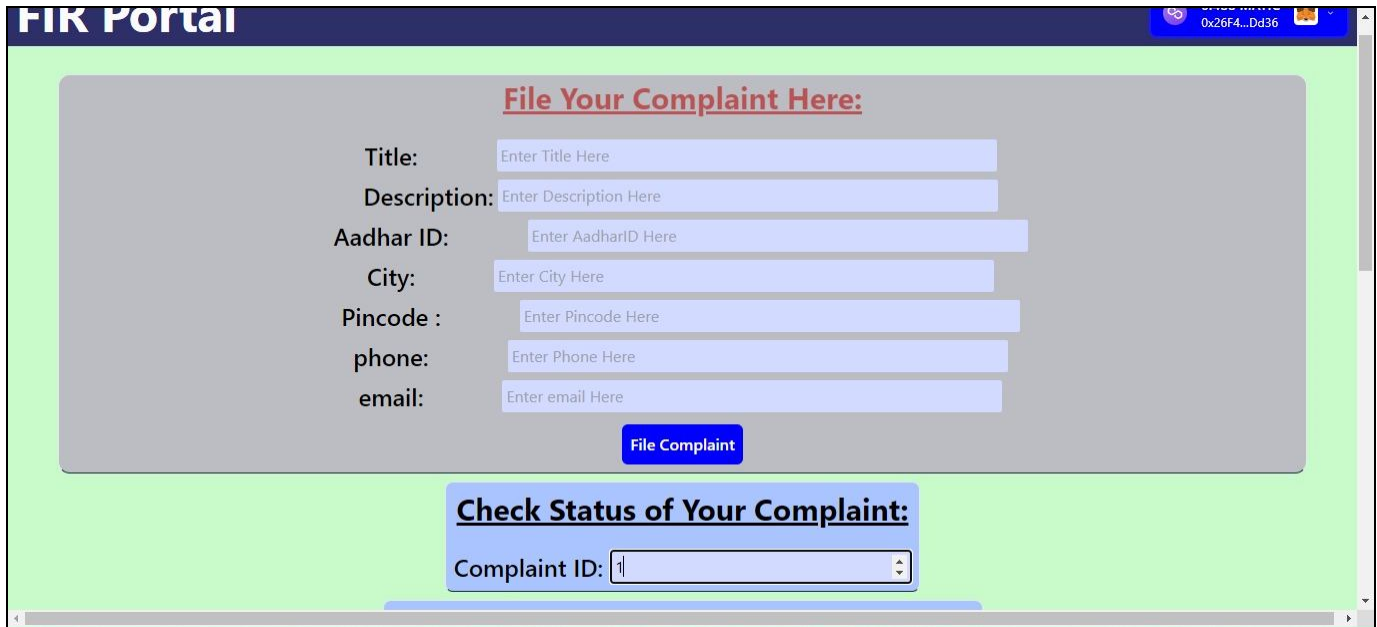 FIR Portal
0x26F4...Dd36
File Your Complaint Here:
Title: Enter Title Here
Description: Enter Description Here
Aadhar ID: Enter AadharID Here
City: Enter City Here
Pincode : Enter Pincode Here
phone: Enter Phone Here
email: Enter email Here
File Complaint
Check Status of Your Complaint:
Complaint ID: 1